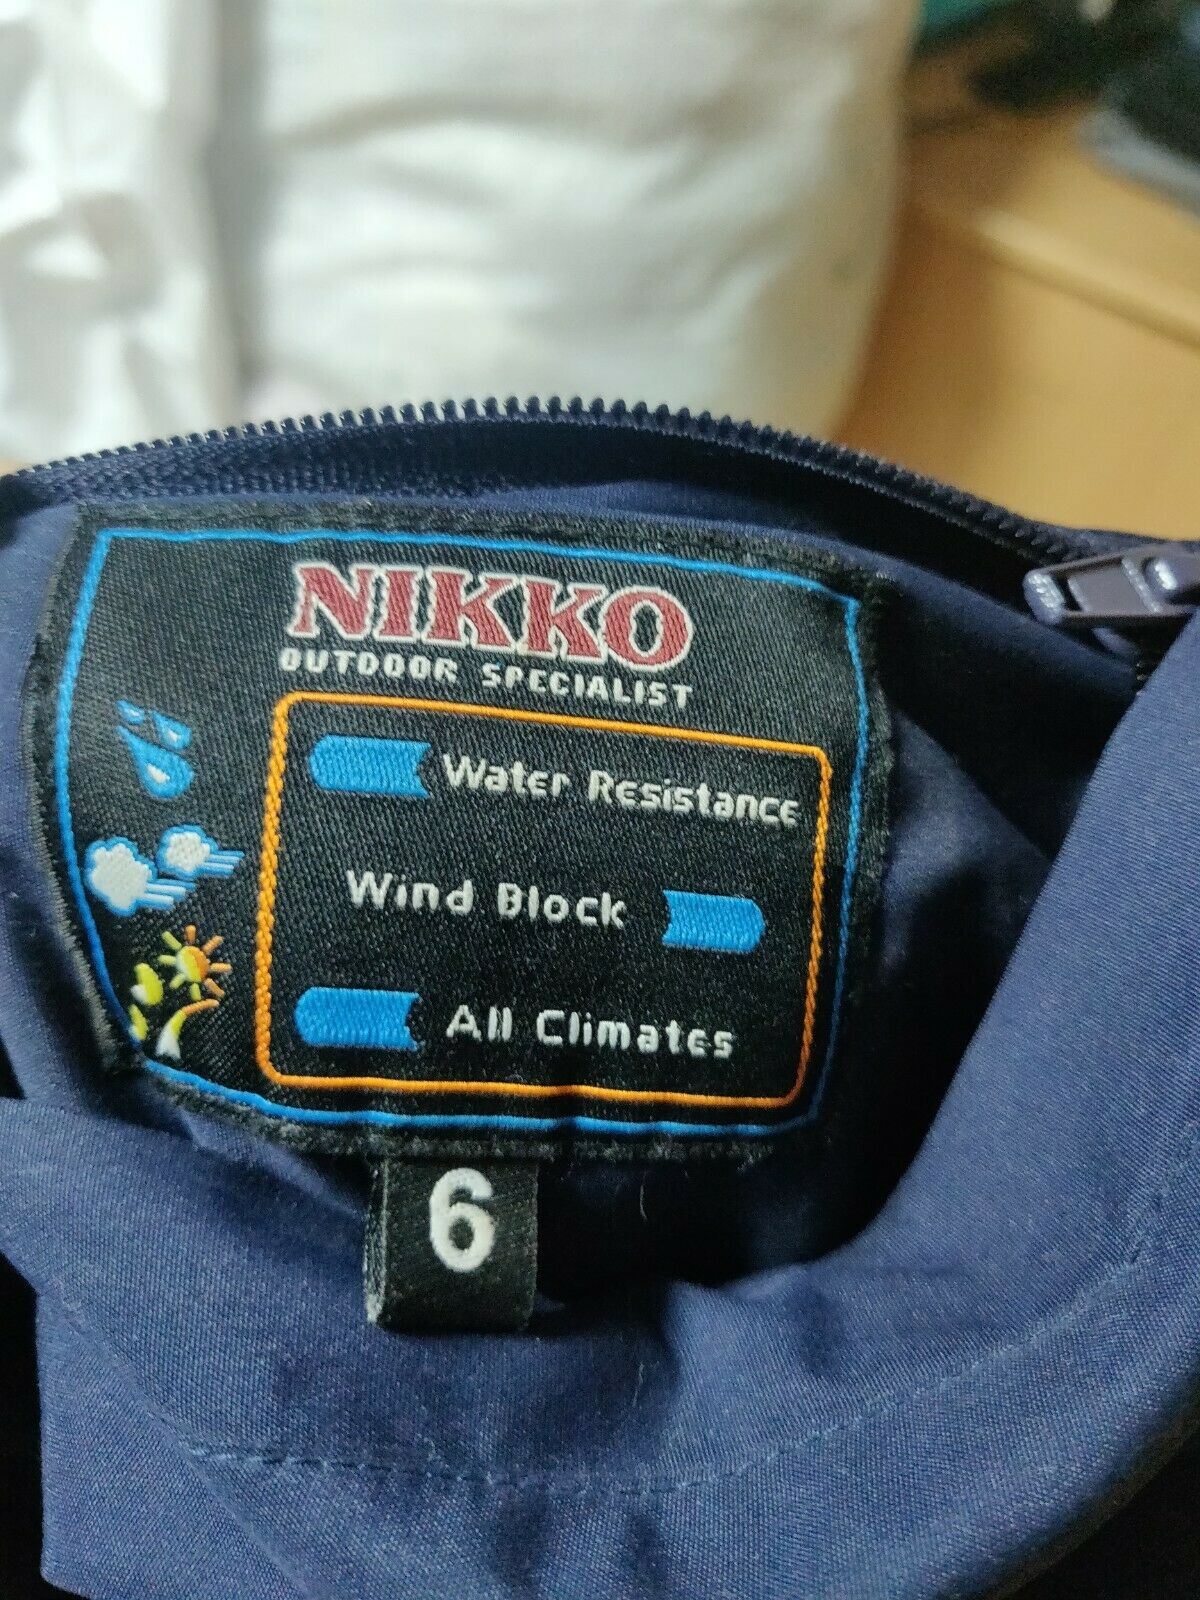 NIKKO
OUTDOOR SPECIALIST
Water Resistance
Wind Block
All Climates
6